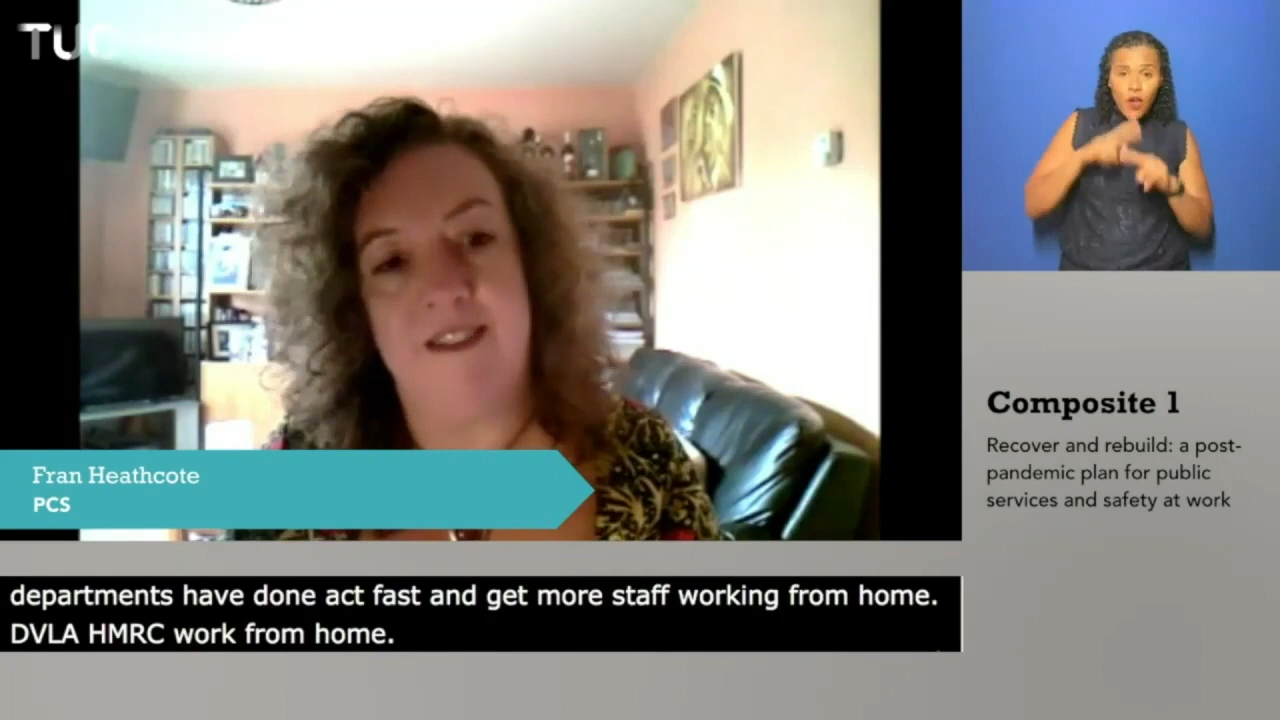 TUC
Fran Heathcote
PCS
Composite 1
Recover and rebuild: a post-
pandemic plan for public
services and safety at work
departments have done act fast and get more staff working from home.
DVLA HMRC work from home.